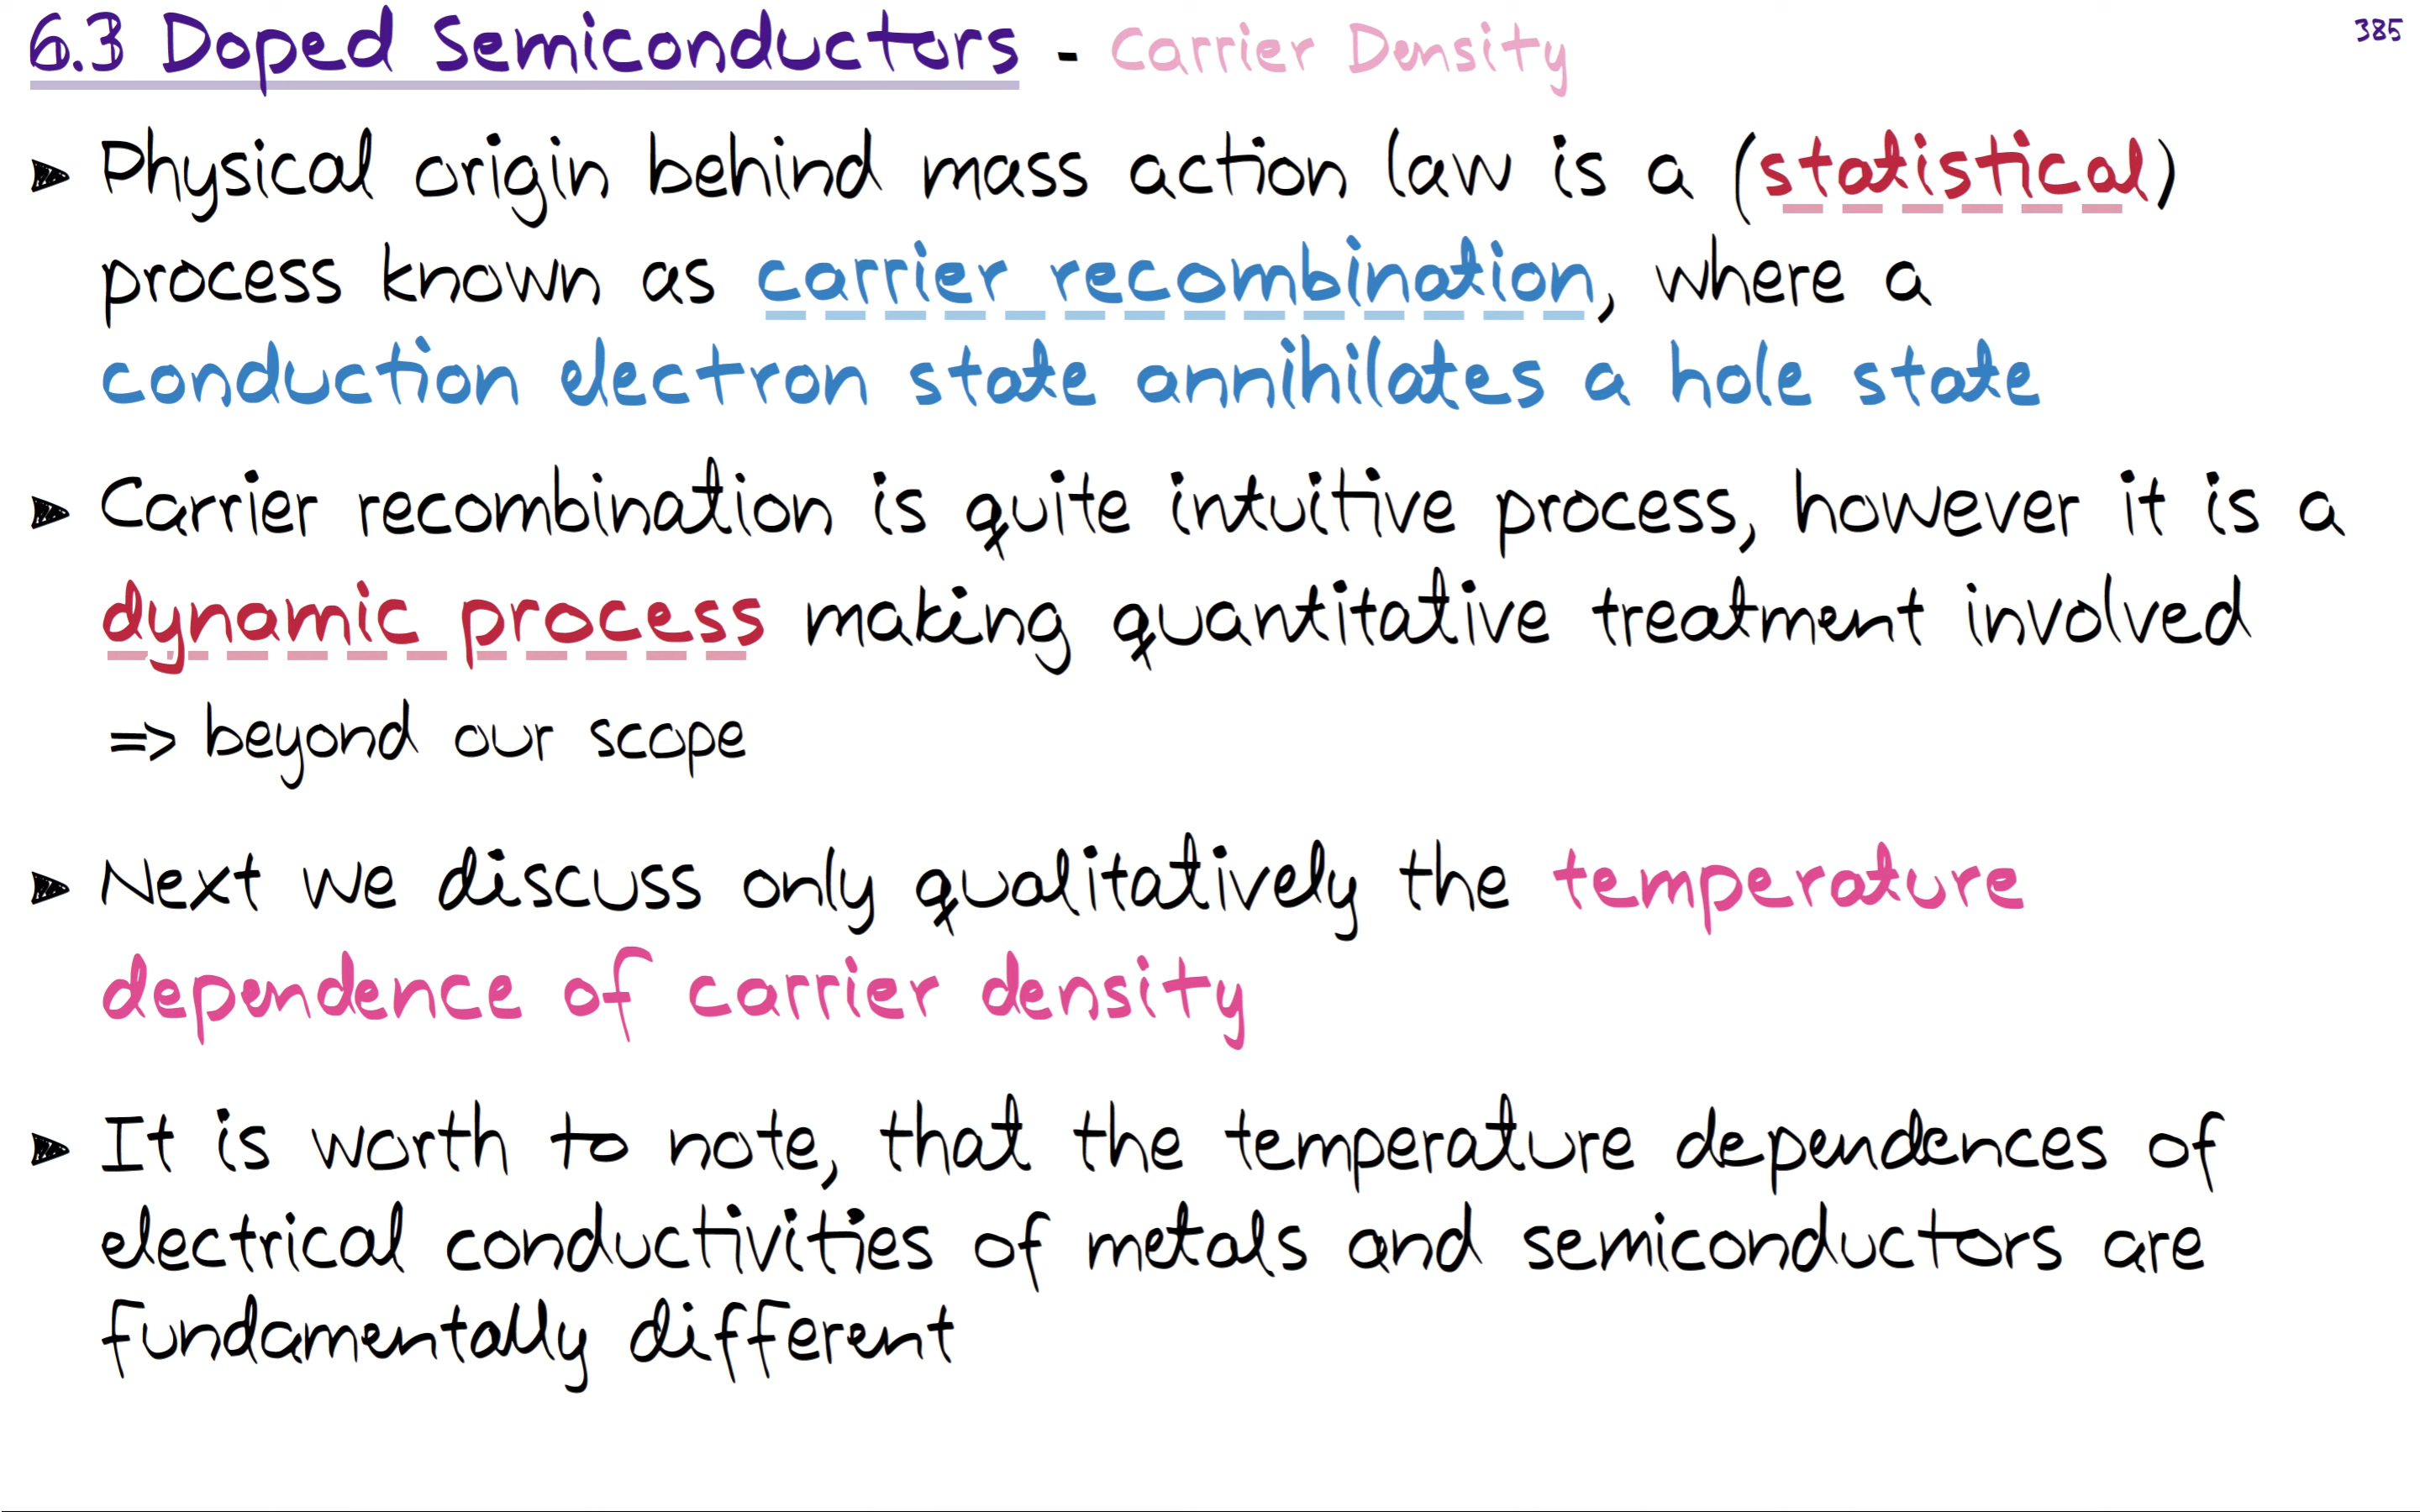 6.3 Doped Semiconductors - Carrier Density
385
Physical origin behind mass action law is a (statistical)
process known as carrier recombination, where a
conduction electron state annihilates a hole state
Carrier recombination is quite intuitive process, however it is a
dynamic process making quantitative treatment involved
=> beyond our scope
Next we discuss only qualitatively the temperature
dependence of carrier density
It is worth to note, that the temperature dependences of
electrical conductivities of metals and semiconductors are
fundamentally different